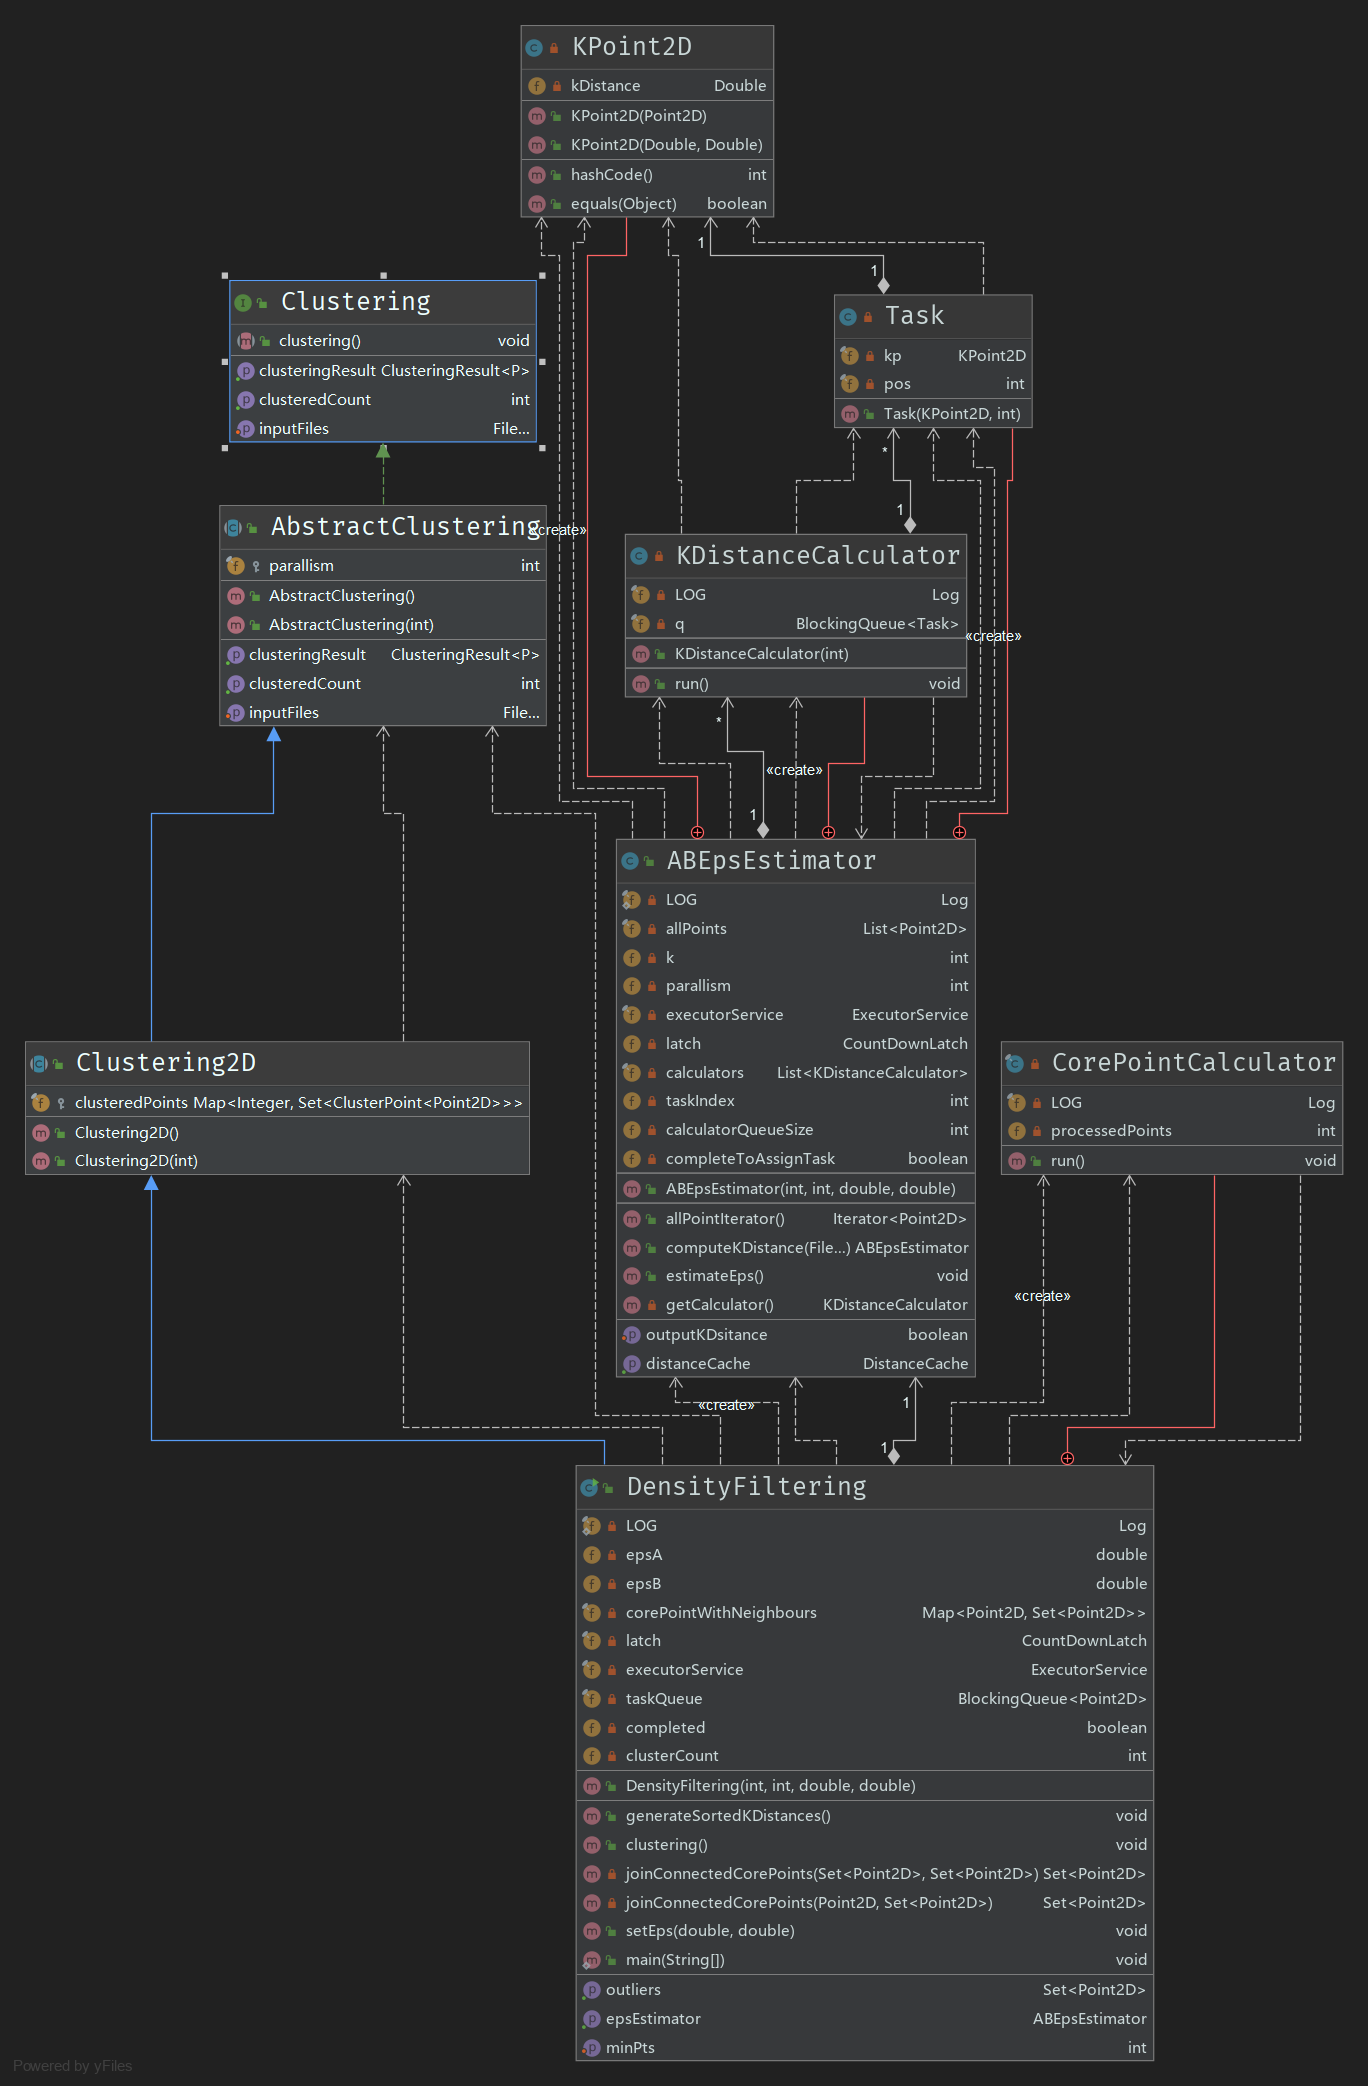 KPoint2D
kDistance Double
KPoint2D(Point2D)
KPoint2D(Double, Double)
hashCode() int
equals(Object) boolean
1
1
Clustering
clustering() void
clusteringResult ClusteringResult<P>
clusteredCount int
inputFiles File...
Task
kp KPoint2D
pos int
Task(KPoint2D, int)
*
1
AbstractClustering
parallism int
AbstractClustering()
AbstractClustering(int)
clusteringResult ClusteringResult<P>
clusteredCount int
inputFiles File...
«create»
KDistanceCalculator
LOG Log
q BlockingQueue<Task>
KDistanceCalculator(int)
run() void
«create»
*
«create»
1
ABEpsEstimator
LOG Log
allPoints List<Point2D>
k int
parallism int
executorService ExecutorService
latch CountDownLatch
calculators List<KDistanceCalculator>
taskIndex int
calculatorQueueSize int
completeToAssignTask boolean
ABEpsEstimator(int, int, double, double)
allPointIterator() Iterator<Point2D>
computeKDistance(File...) ABEpsEstimator
estimateEps() void
getCalculator() KDistanceCalculator
outputKDsitance boolean
distanceCache DistanceCache
Clustering2D
clusteredPoints Map<Integer, Set<ClusterPoint<Point2D>>>
Clustering2D()
Clustering2D(int)
CorePointCalculator
LOG Log
processedPoints int
run() void
«create»
«create»
1
1
DensityFiltering
LOG Log
epsA double
epsB double
corePointWithNeighbours Map<Point2D, Set<Point2D>>
latch CountDownLatch
executorService ExecutorService
taskQueue BlockingQueue<Point2D>
completed boolean
clusterCount int
DensityFiltering(int, int, double, double)
generateSortedKDistances() void
clustering() void
joinConnectedCorePoints(Set<Point2D>, Set<Point2D>) Set<Point2D>
joinConnectedCorePoints(Point2D, Set<Point2D>) Set<Point2D>
setEps(double, double) void
main(String[]) void
outliers Set<Point2D>
epsEstimator ABEpsEstimator
minPts int
Powered by yFiles